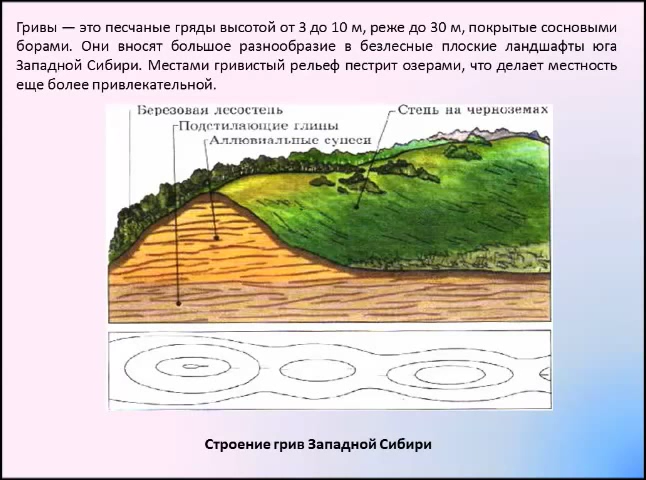 Гривы — это песчаные гряды высотой от 3 до 10 м, реже до 30 м, покрытые сосновыми
борами. Они вносят большое разнообразие в безлесные плоские ландшафты юга
Западной Сибири. Местами гривистый рельеф пестрит озерами, что делает местность
еще более привлекательной.
Березовая лесостепь
Степь на черноземах
Подстилающие глины
Аллювиальные супеси
Строение грив Западной Сибири